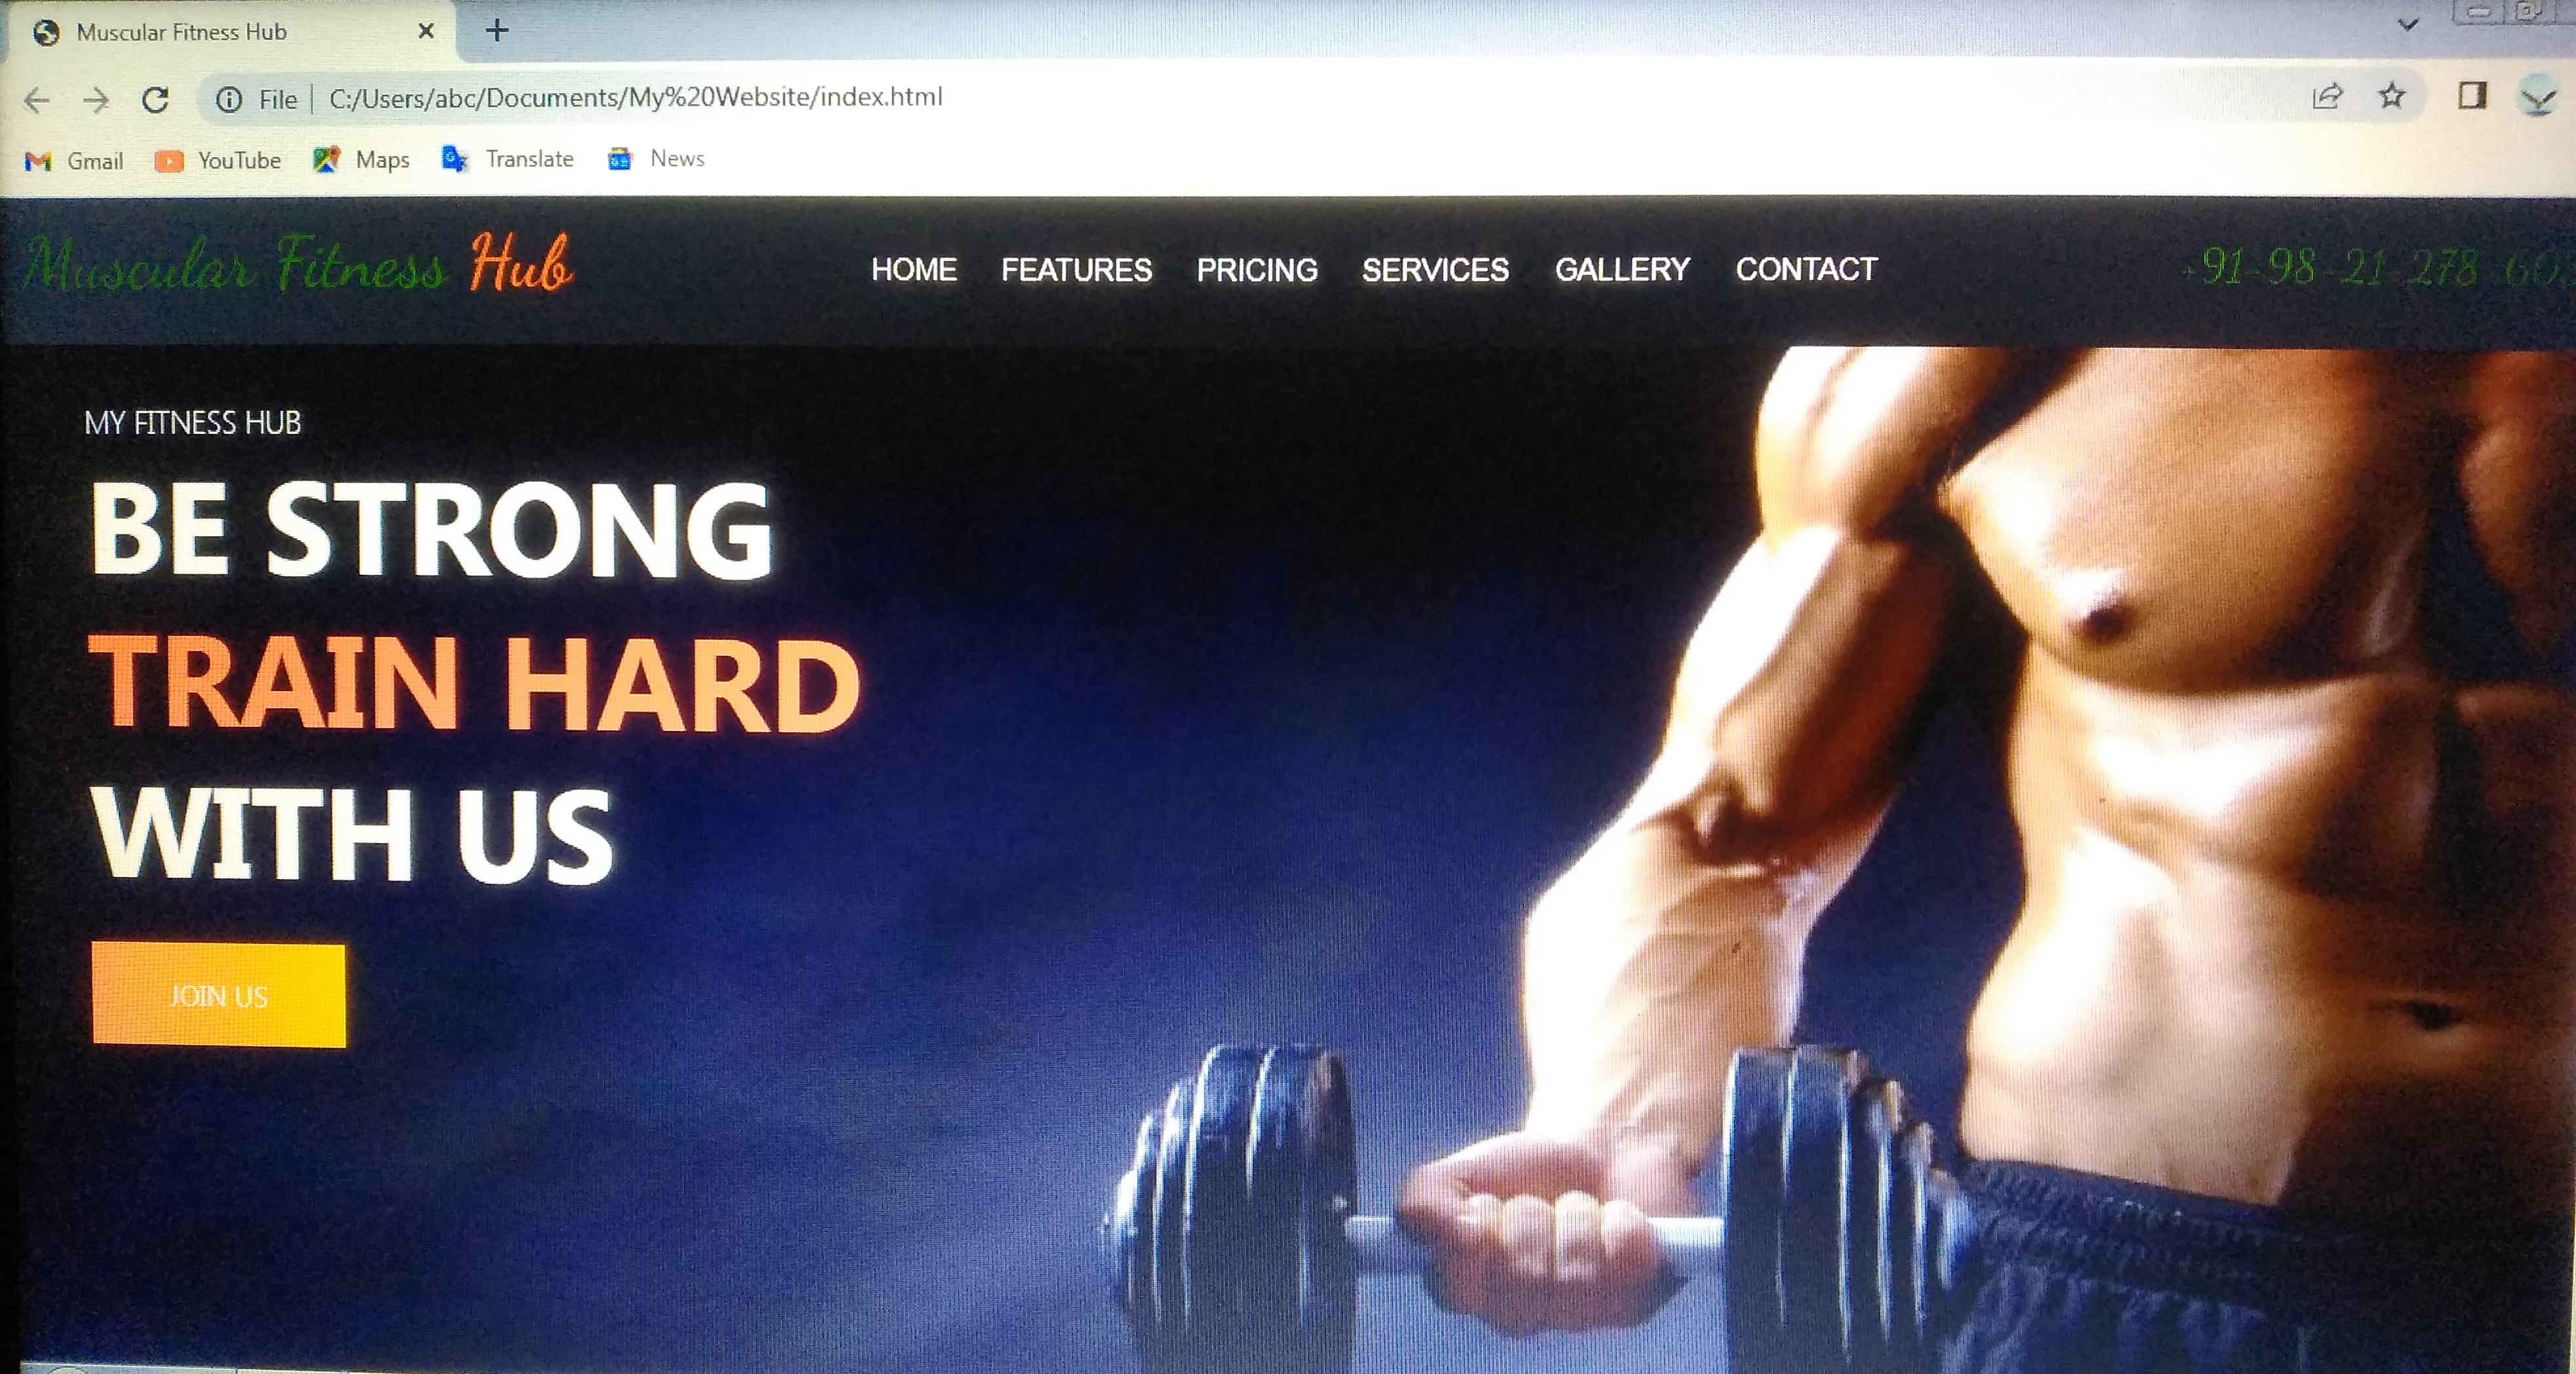 Muscular Fitness Hub
File | C:/Users/abc/Documents/My%20Website/index.html
Gmail YouTube Maps Translate News
Muscular Fitness Hub HOME FEATURES PRICING SERVICES GALLERY CONTACT +91-98-21-278-60
MY FITNESS HUB
BE STRONG
TRAIN HARD
WITH US
JOIN US